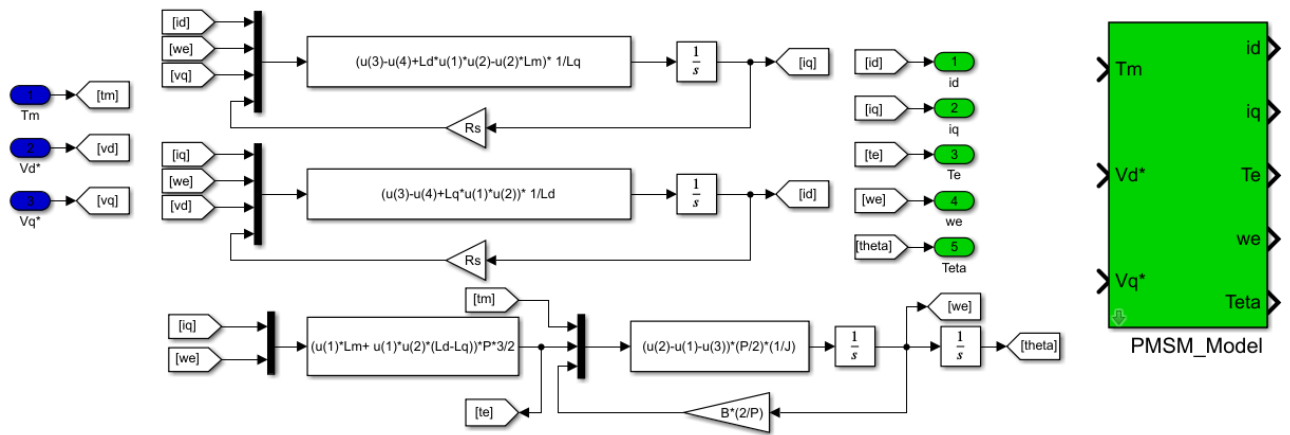 [id]
[we]
[vq]
(u(3)-u(4)+Ld*u(1)*u(2)-u(2)*Lm)* 1/Lq
1
s
[iq]
Rs
1
Tm
[tm]
2
Vd*
[vd]
3
Vq*
[vq]
[iq]
[we]
[vd]
(u(3)-u(4)+Lq*u(1)*u(2))* 1/Ld
1
s
[id]
Rs
[iq]
[we]
(u(1)*Lm+ u(1)*u(2)*(Ld-Lq))*P*3/2
[te]
[tm]
(u(2)-u(1)-u(3))*(P/2)*(1/J)
1
s
[we]
1
s
[theta]
B*(2/P)
[id]
1
id
[iq]
2
iq
[te]
3
Te
[we]
4
we
[theta]
5
Teta
Tm
Vd*
Vq*
id
iq
Te
we
Teta
PMSM_Model